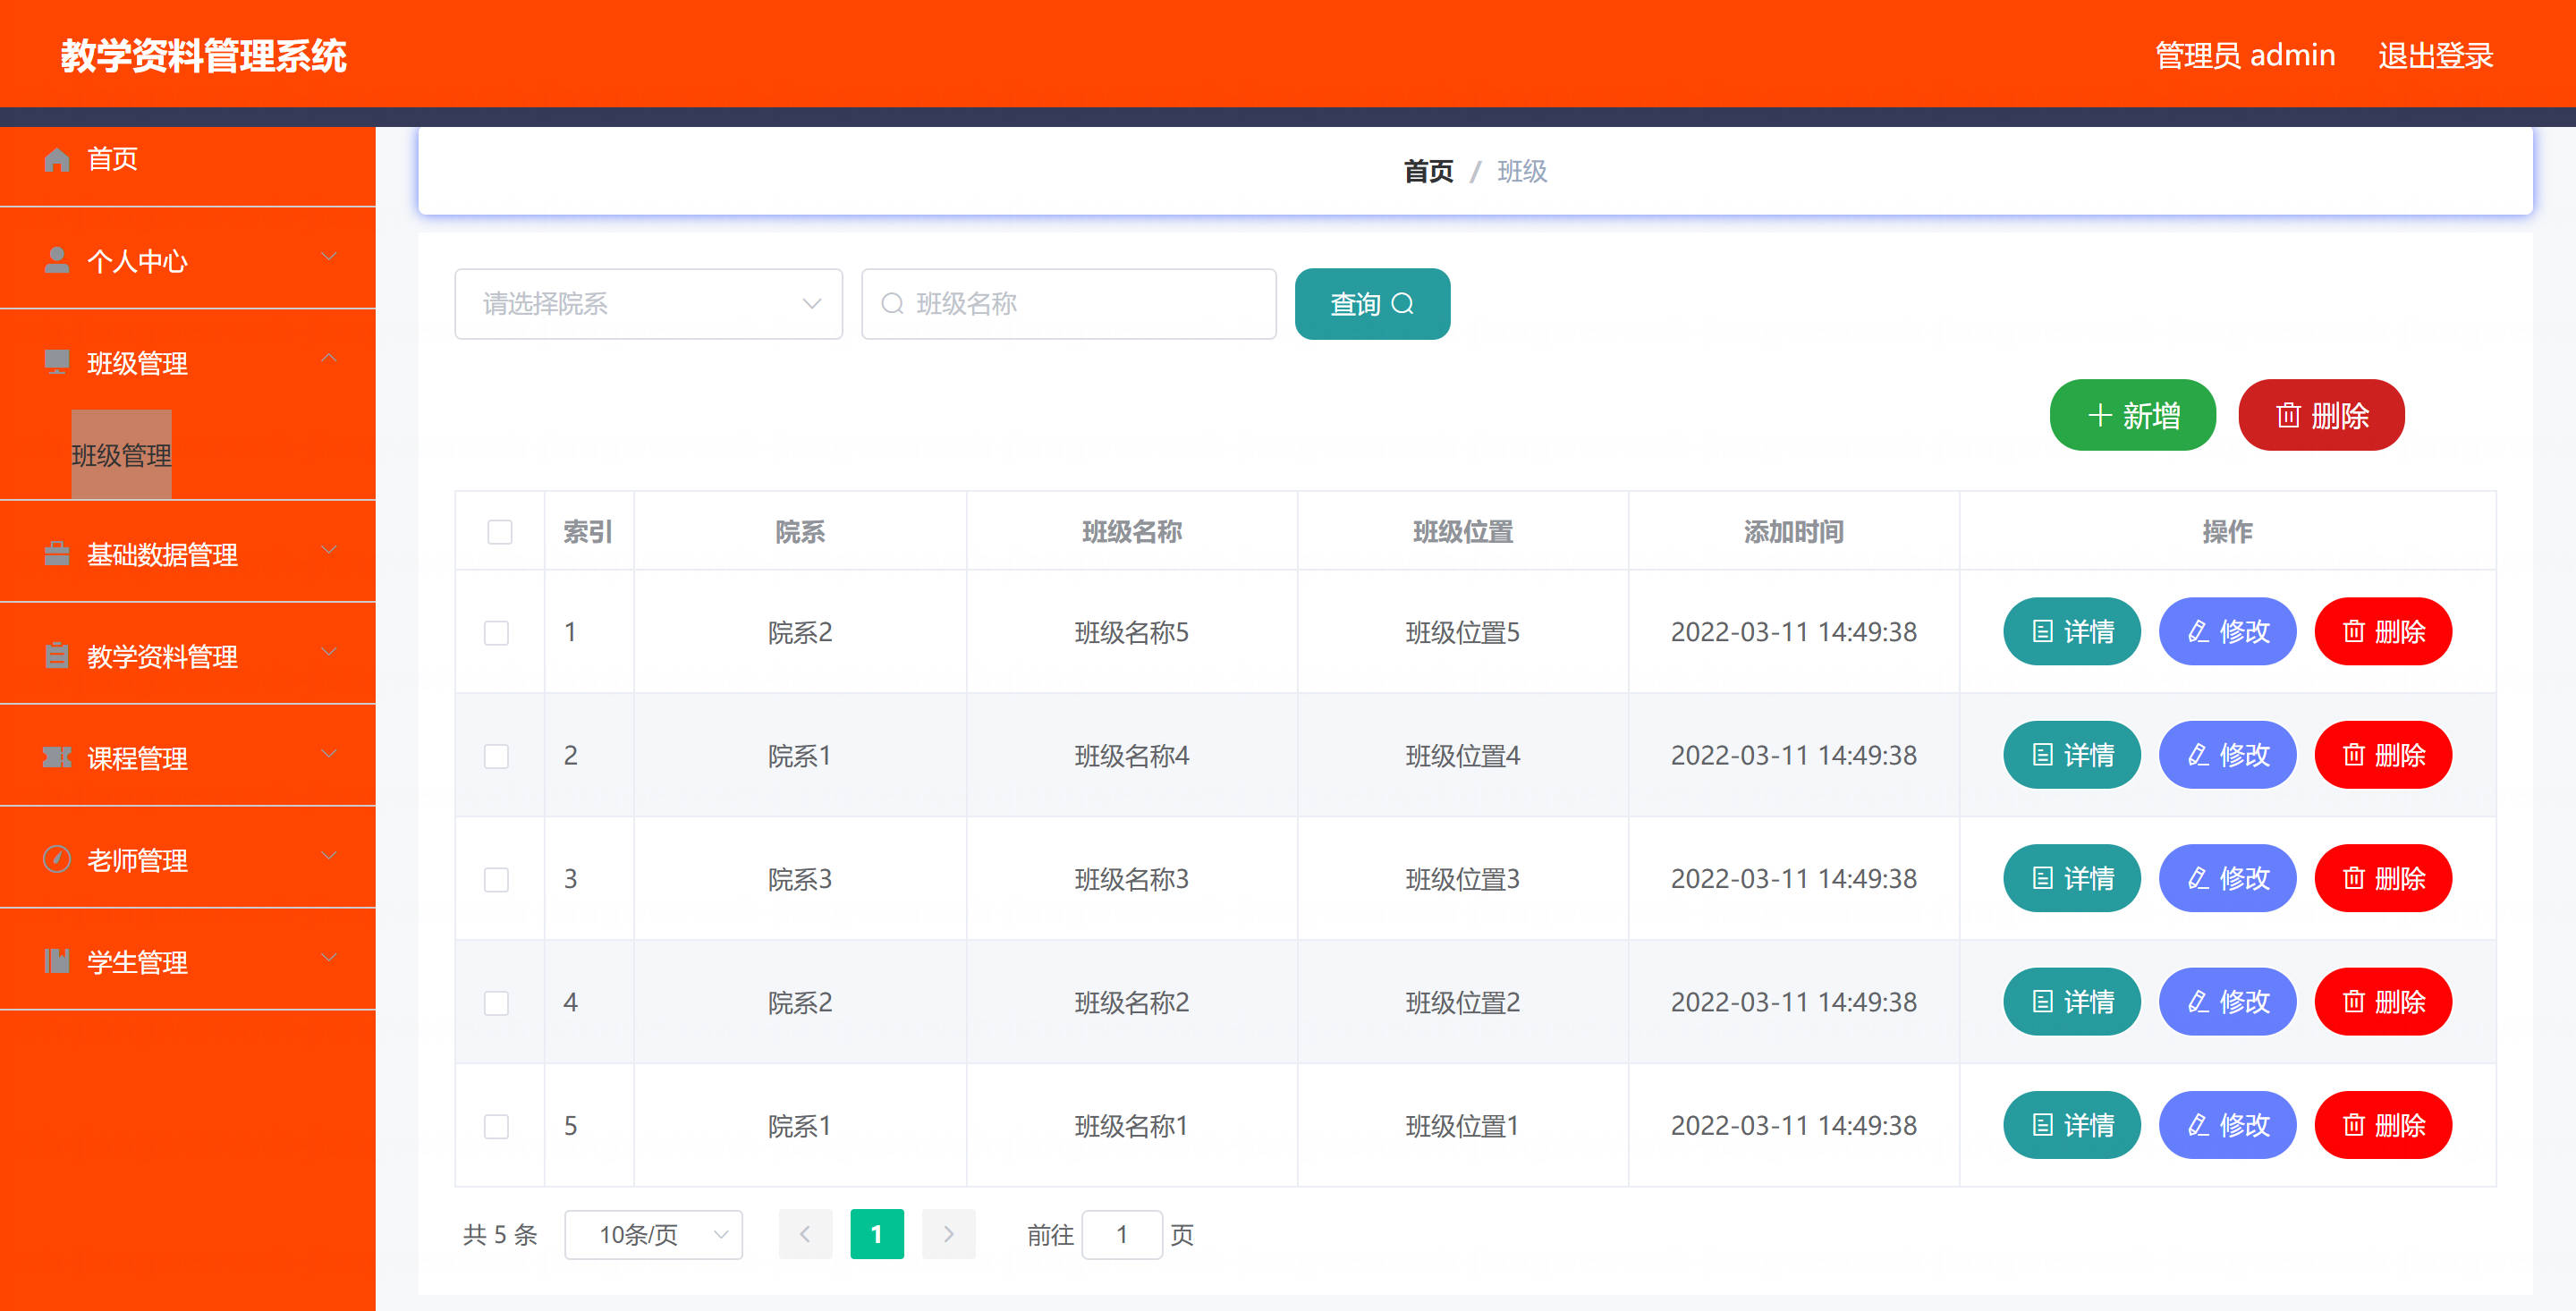 教学资料管理系统
管理员 admin 退出登录
首页
个人中心
班级管理
班级管理
基础数据管理
教学资料管理
课程管理
老师管理
学生管理
首页 / 班级
请选择院系 班级名称 查询
新增 删除
索引 院系 班级名称 班级位置 添加时间 操作
1 院系2 班级名称5 班级位置5 2022-03-11 14:49:38 详情 修改 删除
2 院系1 班级名称4 班级位置4 2022-03-11 14:49:38 详情 修改 删除
3 院系3 班级名称3 班级位置3 2022-03-11 14:49:38 详情 修改 删除
4 院系2 班级名称2 班级位置2 2022-03-11 14:49:38 详情 修改 删除
5 院系1 班级名称1 班级位置1 2022-03-11 14:49:38 详情 修改 删除
共 5 条 10条/页 1 前往 1 页